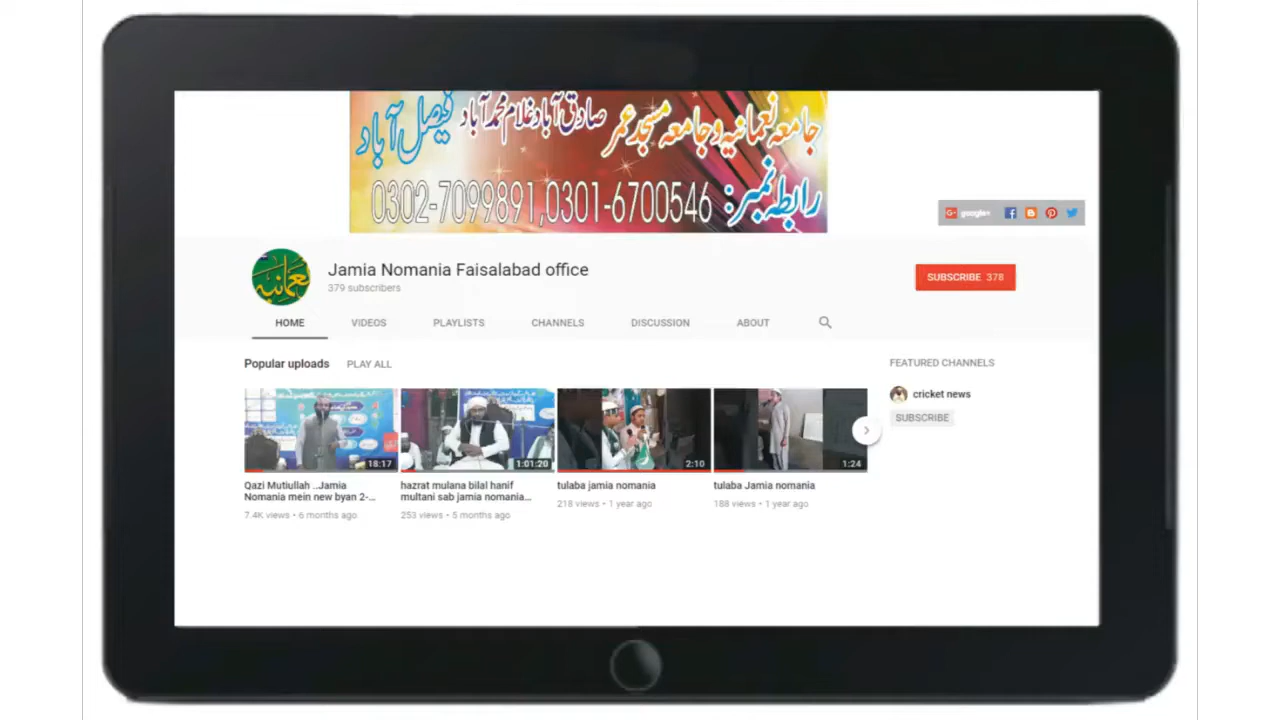 جامعہ نعمانیہ و جامعہ مسجد عمر صادق آباد غلام محمد آباد فیصل آباد
رابطہ نمبر: 0302-7099891,0301-6700546
Jamia Nomania Faisalabad office
379 subscribers
SUBSCRIBE 378
HOME VIDEOS PLAYLISTS CHANNELS DISCUSSION ABOUT
Popular uploads PLAY ALL
18:17
Qazi Mutiullah ..Jamia
Nomania mein new byan 2-...
7.4K views • 6 months ago
1:01:20
hazrat mulana bilal hanif
multani sab jamia nomania...
253 views • 5 months ago
2:10
tulaba jamia nomania
218 views • 1 year ago
1:24
tulaba Jamia nomania
188 views • 1 year ago
FEATURED CHANNELS
cricket news
SUBSCRIBE